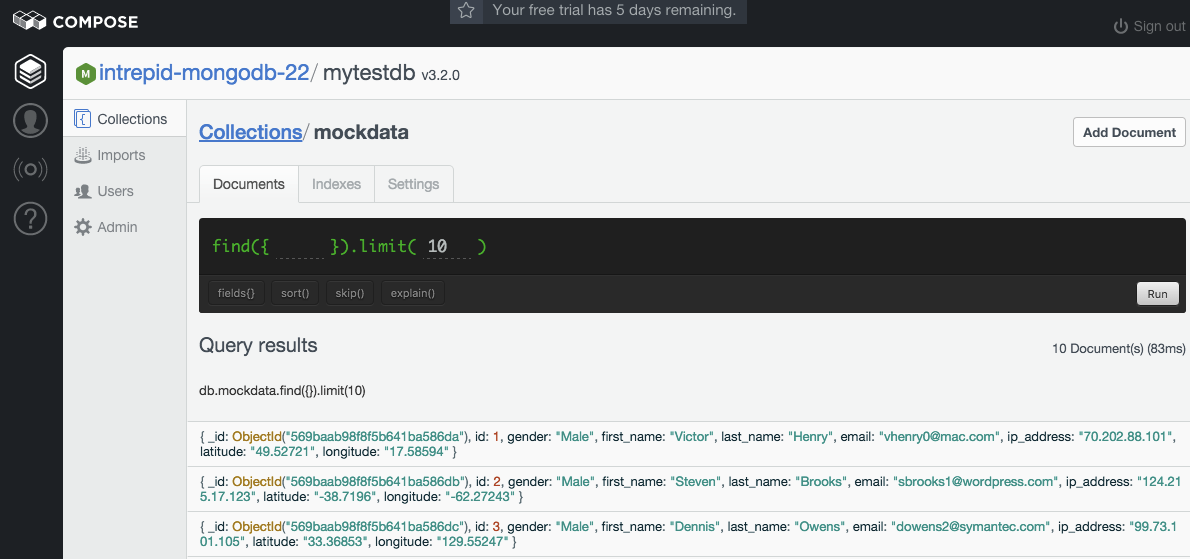 COMPOSE
Your free trial has 5 days remaining.
Sign out
M
intrepid-mongodb-22/ mytestdb v3.2.0
Collections
Imports
Users
Admin
Collections/ mockdata
Add Document
Documents
Indexes
Settings
find({ }).limit( 10 )
fields{}
sort()
skip()
explain()
Run
Query results
10 Document(s) (83ms)
db.mockdata.find({}).limit(10)
{ _id: ObjectId("569baab98f8f5b641ba586da"), id: 1, gender: "Male", first_name: "Victor", last_name: "Henry", email: "vhenry0@mac.com", ip_address: "70.202.88.101",
latitude: "49.52721", longitude: "17.58594" }
{ _id: ObjectId("569baab98f8f5b641ba586db"), id: 2, gender: "Male", first_name: "Steven", last_name: "Brooks", email: "sbrooks1@wordpress.com", ip_address: "124.21
5.17.123", latitude: "-38.7196", longitude: "-62.27243" }
{ _id: ObjectId("569baab98f8f5b641ba586dc"), id: 3, gender: "Male", first_name: "Dennis", last_name: "Owens", email: "dowens2@symantec.com", ip_address: "99.73.1
01.105", latitude: "33.36853", longitude: "129.55247" }